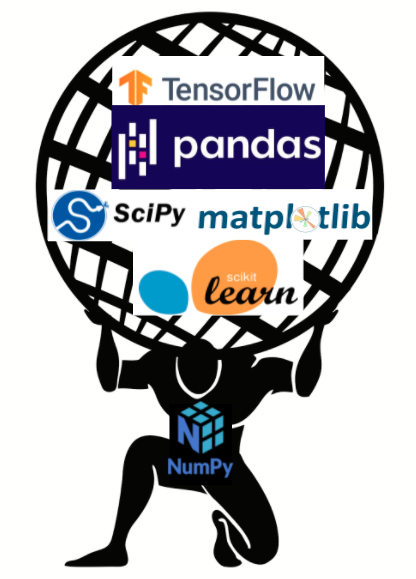 TensorFlow
pandas
SciPy matplotlib
scikit
learn
NumPy